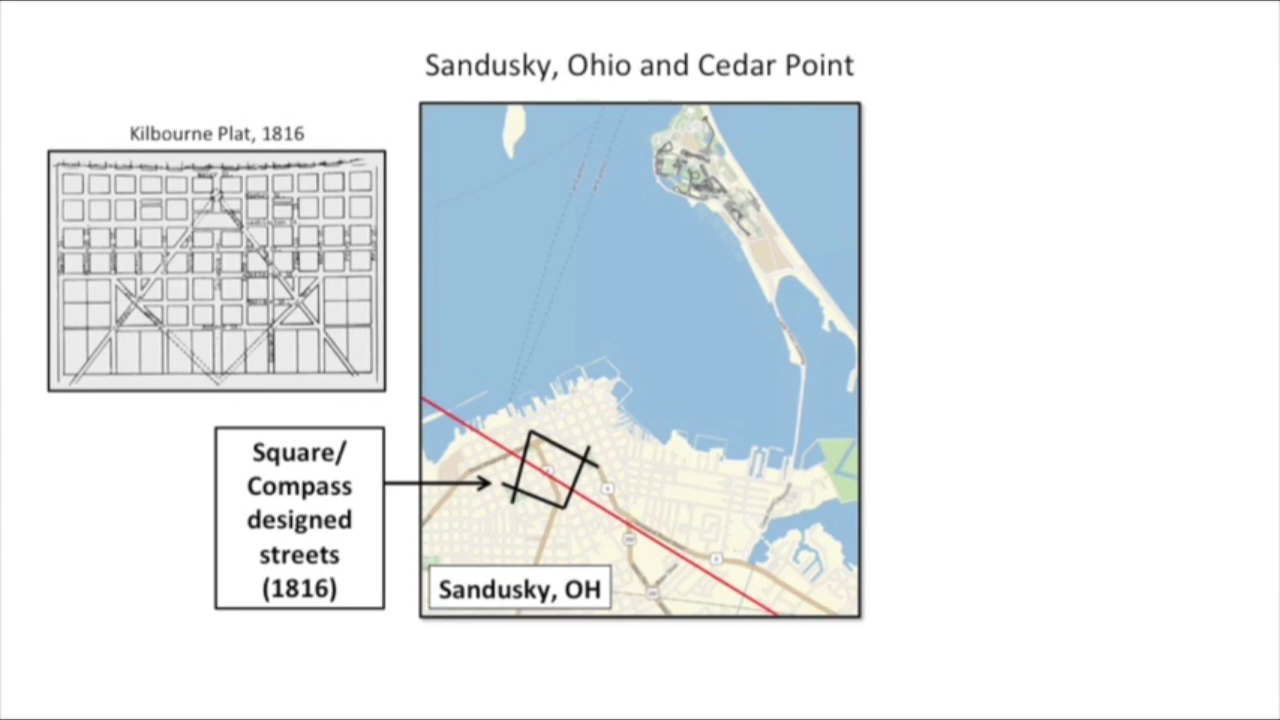 Sandusky, Ohio and Cedar Point
Kilbourne Plat, 1816
Square/
Compass
designed
streets
(1816)
Sandusky, OH